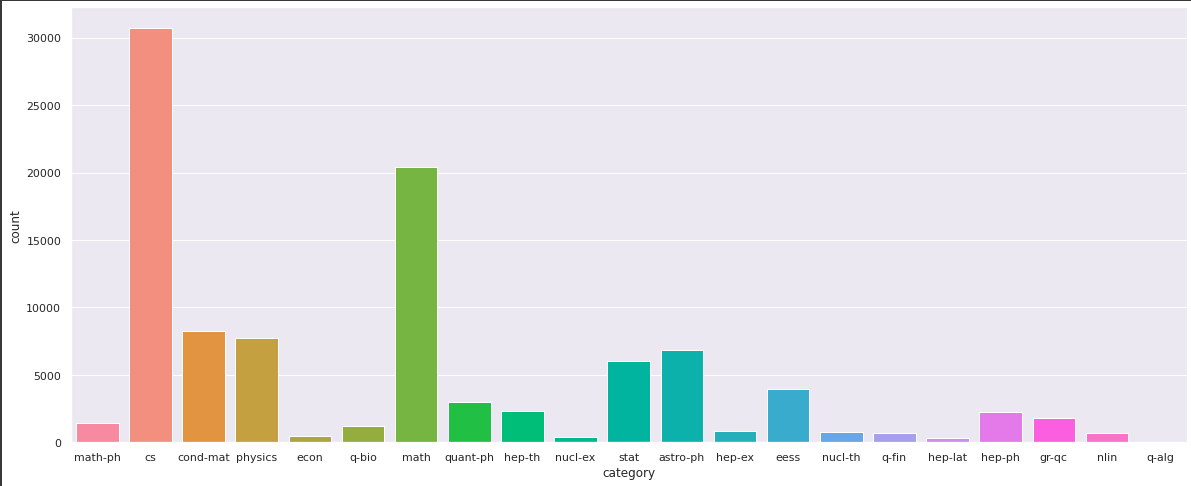 30000
25000
20000
15000
10000
5000
0
count
math-ph cs cond-mat physics econ q-bio math quant-ph hep-th nucl-ex stat astro-ph hep-ex eess nucl-th q-fin hep-lat hep-ph gr-qc nlin q-alg
category